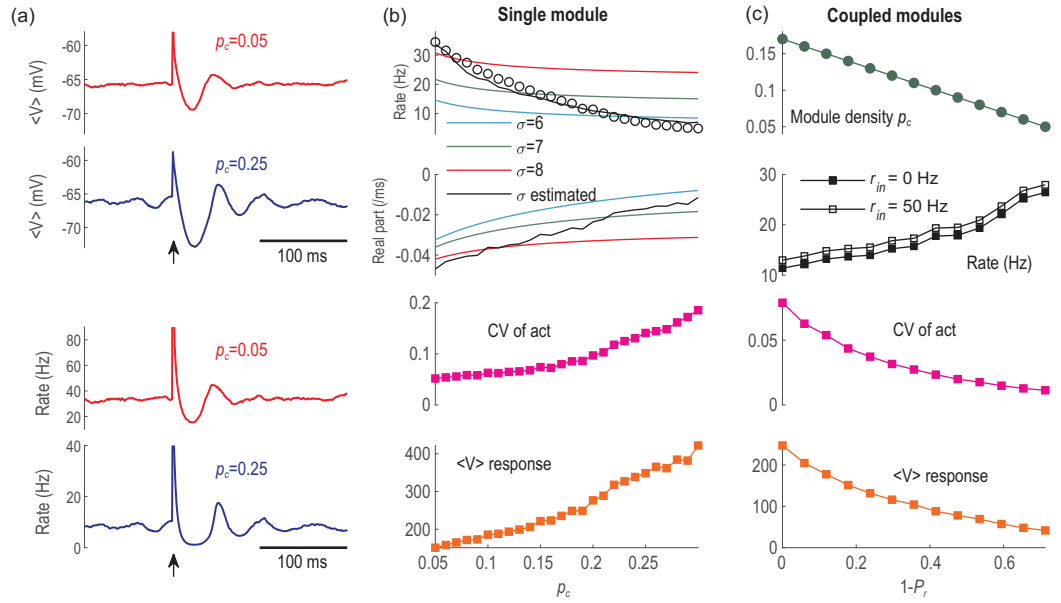 (a)
-60
-65
-70
<V> (mV)
p_c=0.05
-60
-65
-70
<V> (mV)
p_c=0.25
100 ms
80
60
40
20
Rate (Hz)
p_c=0.05
40
20
0
Rate (Hz)
p_c=0.25
100 ms
(b)
Single module
30
20
10
Rate (Hz)
σ=6
σ=7
σ=8
σ estimated
0
-0.02
-0.04
Real part (/ms)
0.2
0.1
0
CV of act
400
300
200
<V> response
0.05
0.1
0.15
0.2
0.25
p_c
(c)
Coupled modules
0.15
0.1
0.05
Module density p_c
30
20
10
r_in = 0 Hz
r_in = 50 Hz
Rate (Hz)
0.05
0
CV of act
200
100
0
<V> response
0
0.2
0.4
0.6
1-P_r